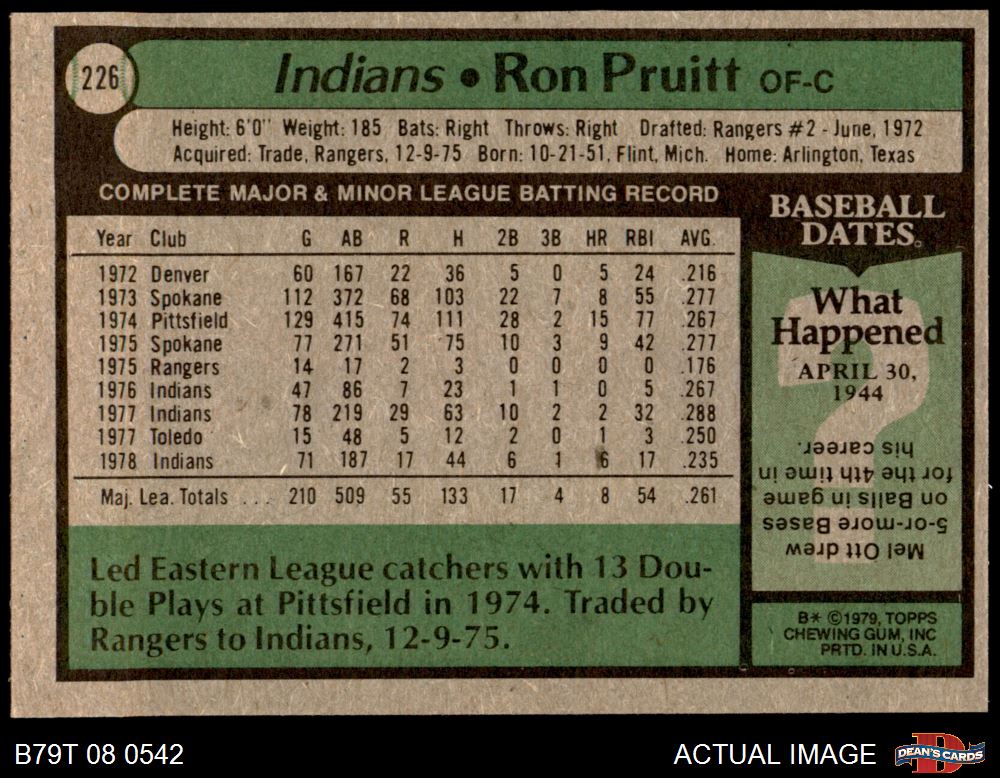 226
Indians • Ron Pruitt OF-C
Height: 6'0" Weight: 185 Bats: Right Throws: Right Drafted: Rangers #2 - June, 1972
Acquired: Trade, Rangers, 12-9-75 Born: 10-21-51, Flint, Mich. Home: Arlington, Texas
COMPLETE MAJOR & MINOR LEAGUE BATTING RECORD
Year Club G AB R H 2B 3B HR RBI AVG.
1972 Denver 60 167 22 36 5 0 5 24 .216
1973 Spokane 112 372 68 103 22 7 8 55 .277
1974 Pittsfield 129 415 74 111 28 2 15 77 .267
1975 Spokane 77 271 51 75 10 3 9 42 .277
1975 Rangers 14 17 2 3 0 0 0 0 .176
1976 Indians 47 86 7 23 1 1 0 5 .267
1977 Indians 78 219 29 63 10 2 2 32 .288
1977 Toledo 15 48 5 12 2 0 1 3 .250
1978 Indians 71 187 17 44 6 1 6 17 .235
Maj. Lea. Totals . . . 210 509 55 133 17 4 8 54 .261
Led Eastern League catchers with 13 Dou-
ble Plays at Pittsfield in 1974. Traded by
Rangers to Indians, 12-9-75.
BASEBALL
DATES
What
Happened
APRIL 30,
1944
?
Mel Ott drew
5-or-more Bases
on Balls in game
for the 4th time in
his career.
B* ©1979, TOPPS
CHEWING GUM, INC
PRTD. IN U.S.A.
B79T 08 0542
ACTUAL IMAGE
D
DEAN'S CARDS